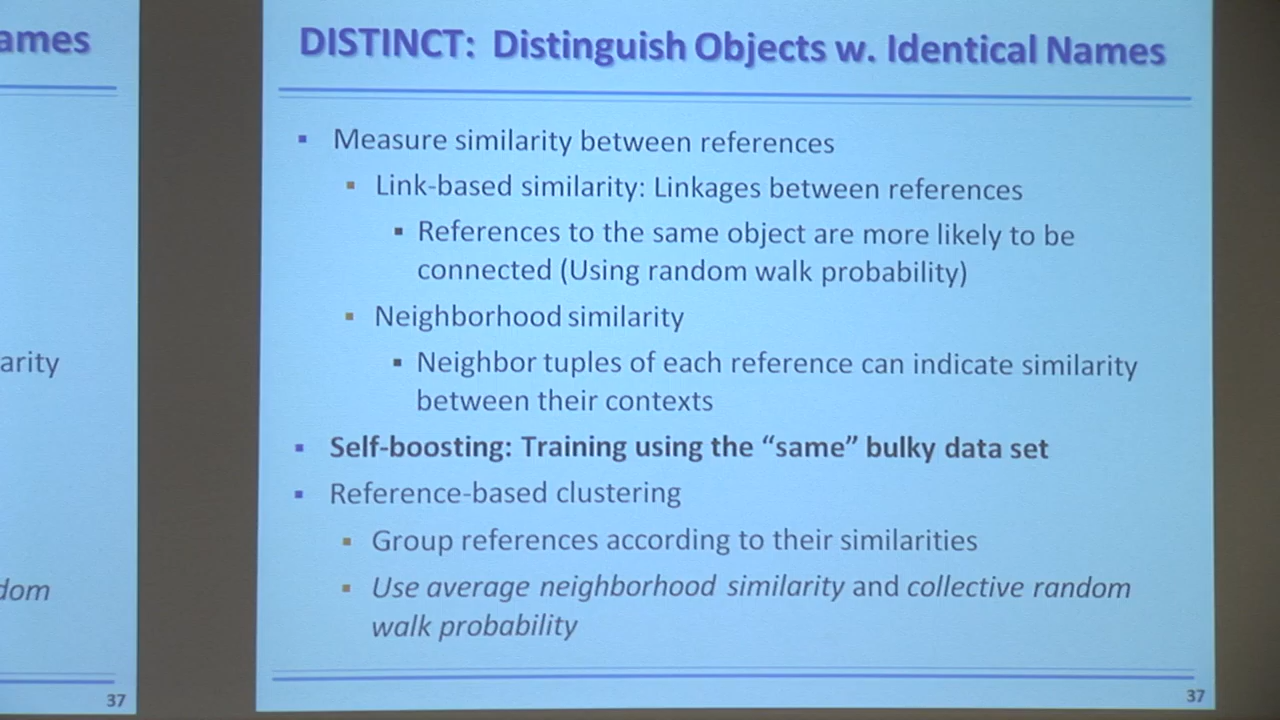 ames
arity
dom
37
DISTINCT: Distinguish Objects w. Identical Names
▪ Measure similarity between references
▪ Link-based similarity: Linkages between references
▪ References to the same object are more likely to be
connected (Using random walk probability)
▪ Neighborhood similarity
▪ Neighbor tuples of each reference can indicate similarity
between their contexts
▪ Self-boosting: Training using the “same” bulky data set
▪ Reference-based clustering
▪ Group references according to their similarities
▪ Use average neighborhood similarity and collective random
walk probability
37